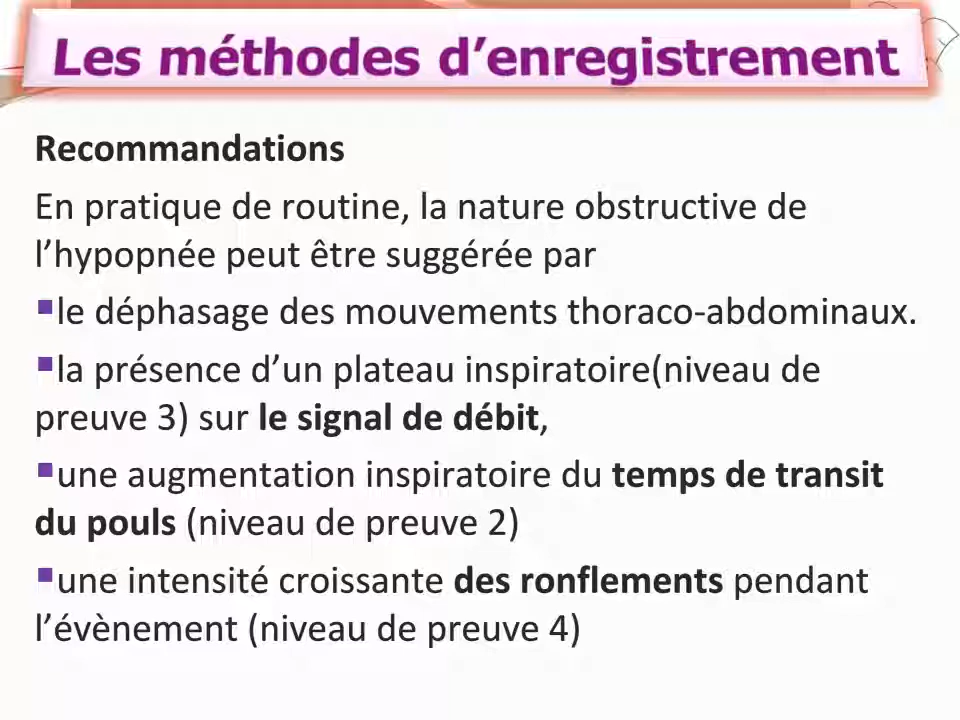 Les méthodes d’enregistrement
Recommandations
En pratique de routine, la nature obstructive de
l’hypopnée peut être suggérée par
▪le déphasage des mouvements thoraco-abdominaux.
▪la présence d’un plateau inspiratoire(niveau de
preuve 3) sur le signal de débit,
▪une augmentation inspiratoire du temps de transit
du pouls (niveau de preuve 2)
▪une intensité croissante des ronflements pendant
l’évènement (niveau de preuve 4)